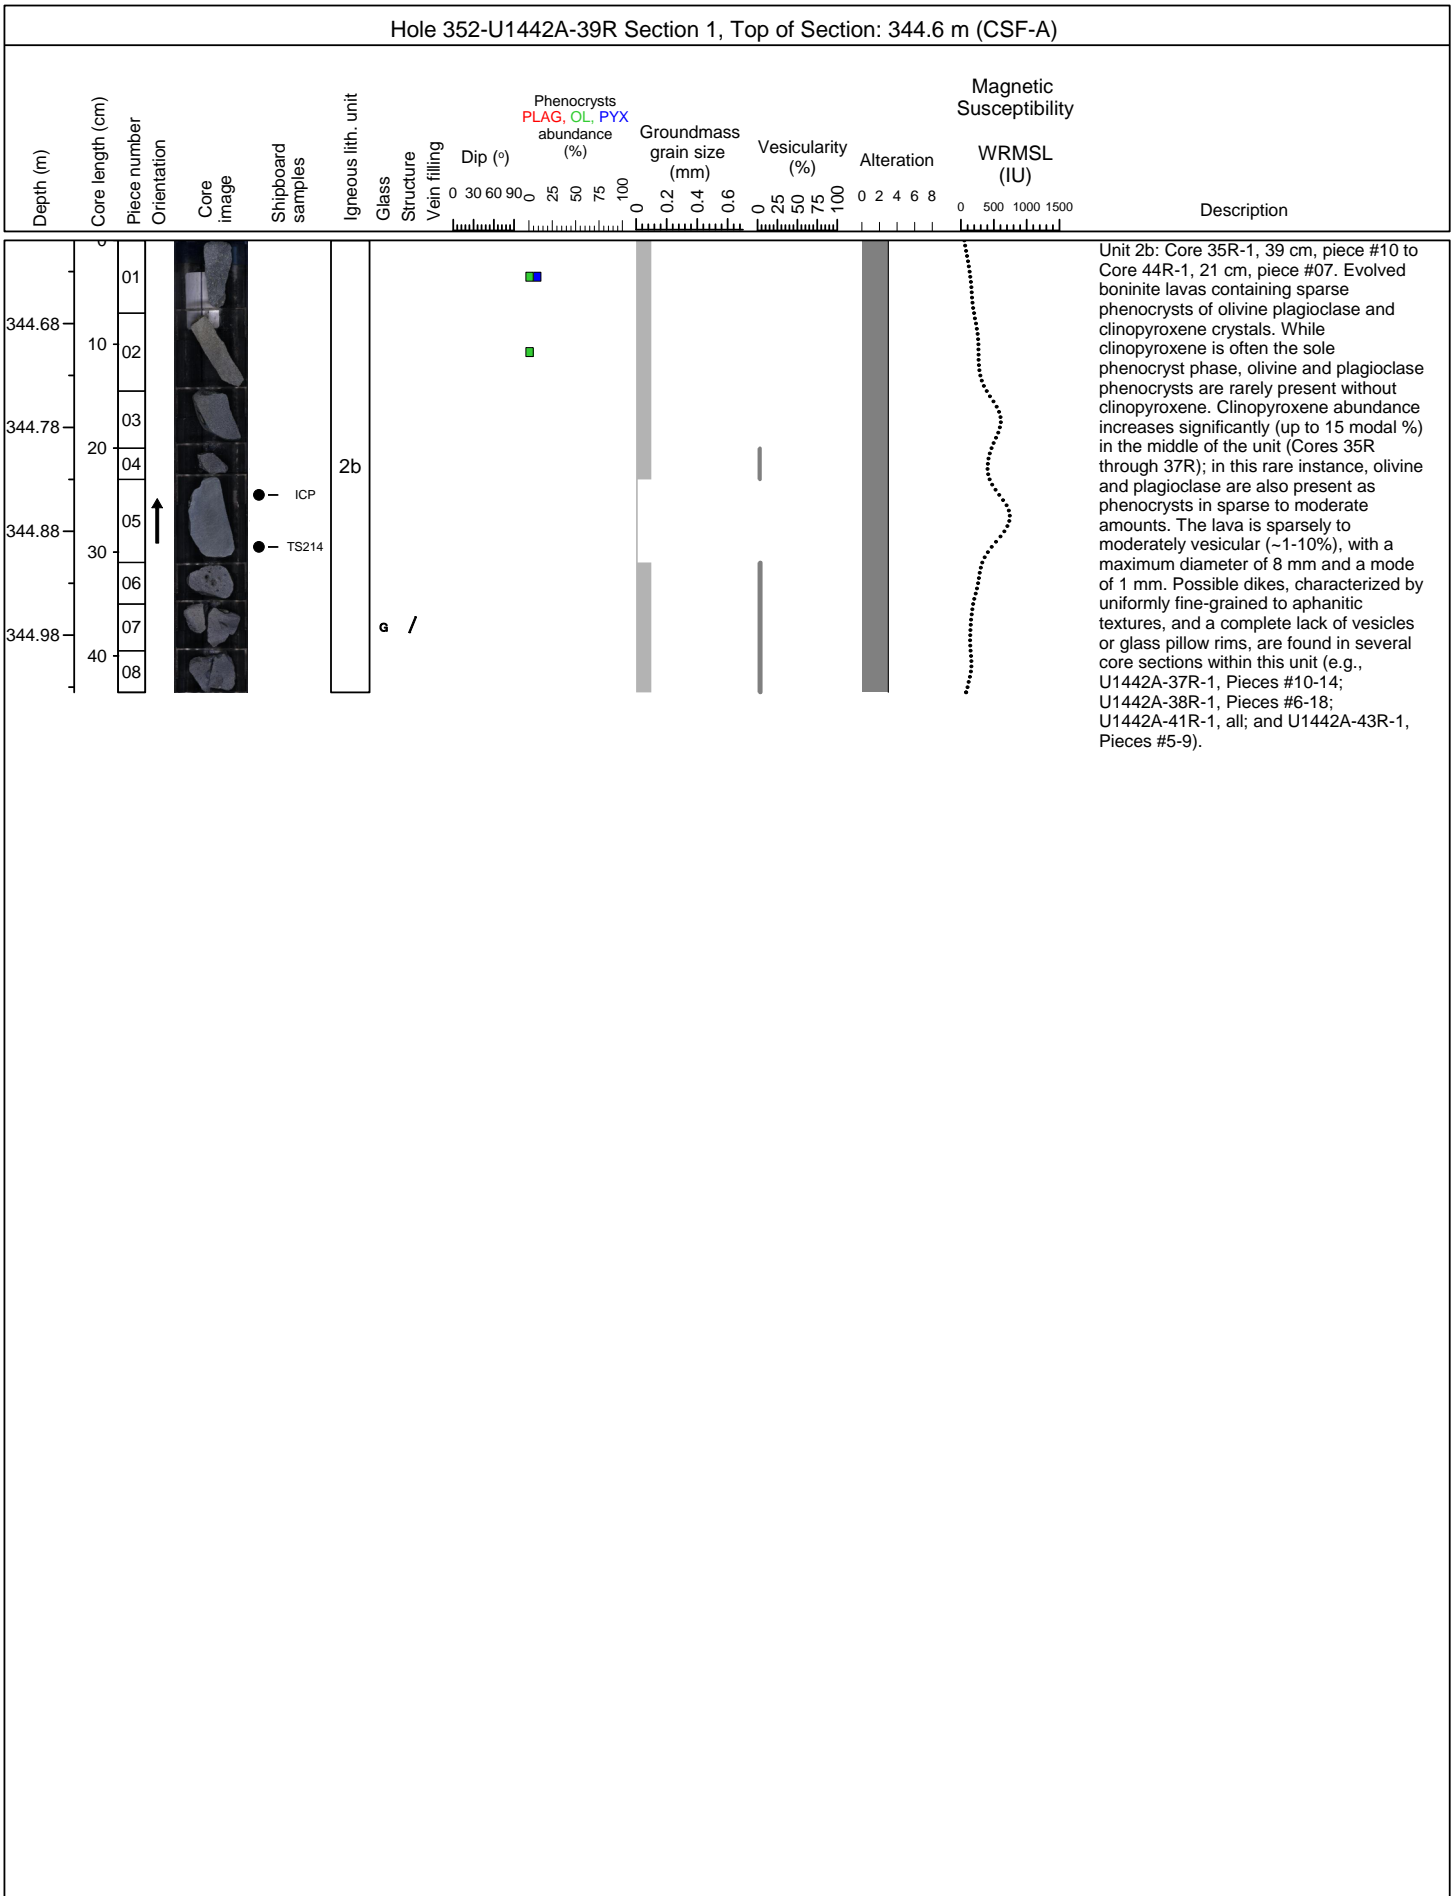 Hole 352-U1442A-39R Section 1, Top of Section: 344.6 m (CSF-A)
Depth (m)
Core length (cm)
Piece number
Orientation
Core
image
Shipboard
samples
Igneous lith. unit
Glass
Structure
Vein filling
Dip (o)
0 30 60 90
Phenocrysts
PLAG, OL, PYX
abundance
(%)
0 25 50 75 100
Groundmass
grain size
(mm)
0 0.2 0.4 0.6
Vesicularity
(%)
0 25 50 75 100
Alteration
0 2 4 6 8
Magnetic
Susceptibility
WRMSL
(IU)
0 500 1000 1500
Description
344.68
344.78
344.88
344.98
0
10
20
30
40
01
02
03
04
05
06
07
08
ICP
TS214
2b
G
Unit 2b: Core 35R-1, 39 cm, piece #10 to
Core 44R-1, 21 cm, piece #07. Evolved
boninite lavas containing sparse
phenocrysts of olivine plagioclase and
clinopyroxene crystals. While
clinopyroxene is often the sole
phenocryst phase, olivine and plagioclase
phenocrysts are rarely present without
clinopyroxene. Clinopyroxene abundance
increases significantly (up to 15 modal %)
in the middle of the unit (Cores 35R
through 37R); in this rare instance, olivine
and plagioclase are also present as
phenocrysts in sparse to moderate
amounts. The lava is sparsely to
moderately vesicular (~1-10%), with a
maximum diameter of 8 mm and a mode
of 1 mm. Possible dikes, characterized by
uniformly fine-grained to aphanitic
textures, and a complete lack of vesicles
or glass pillow rims, are found in several
core sections within this unit (e.g.,
U1442A-37R-1, Pieces #10-14;
U1442A-38R-1, Pieces #6-18;
U1442A-41R-1, all; and U1442A-43R-1,
Pieces #5-9).